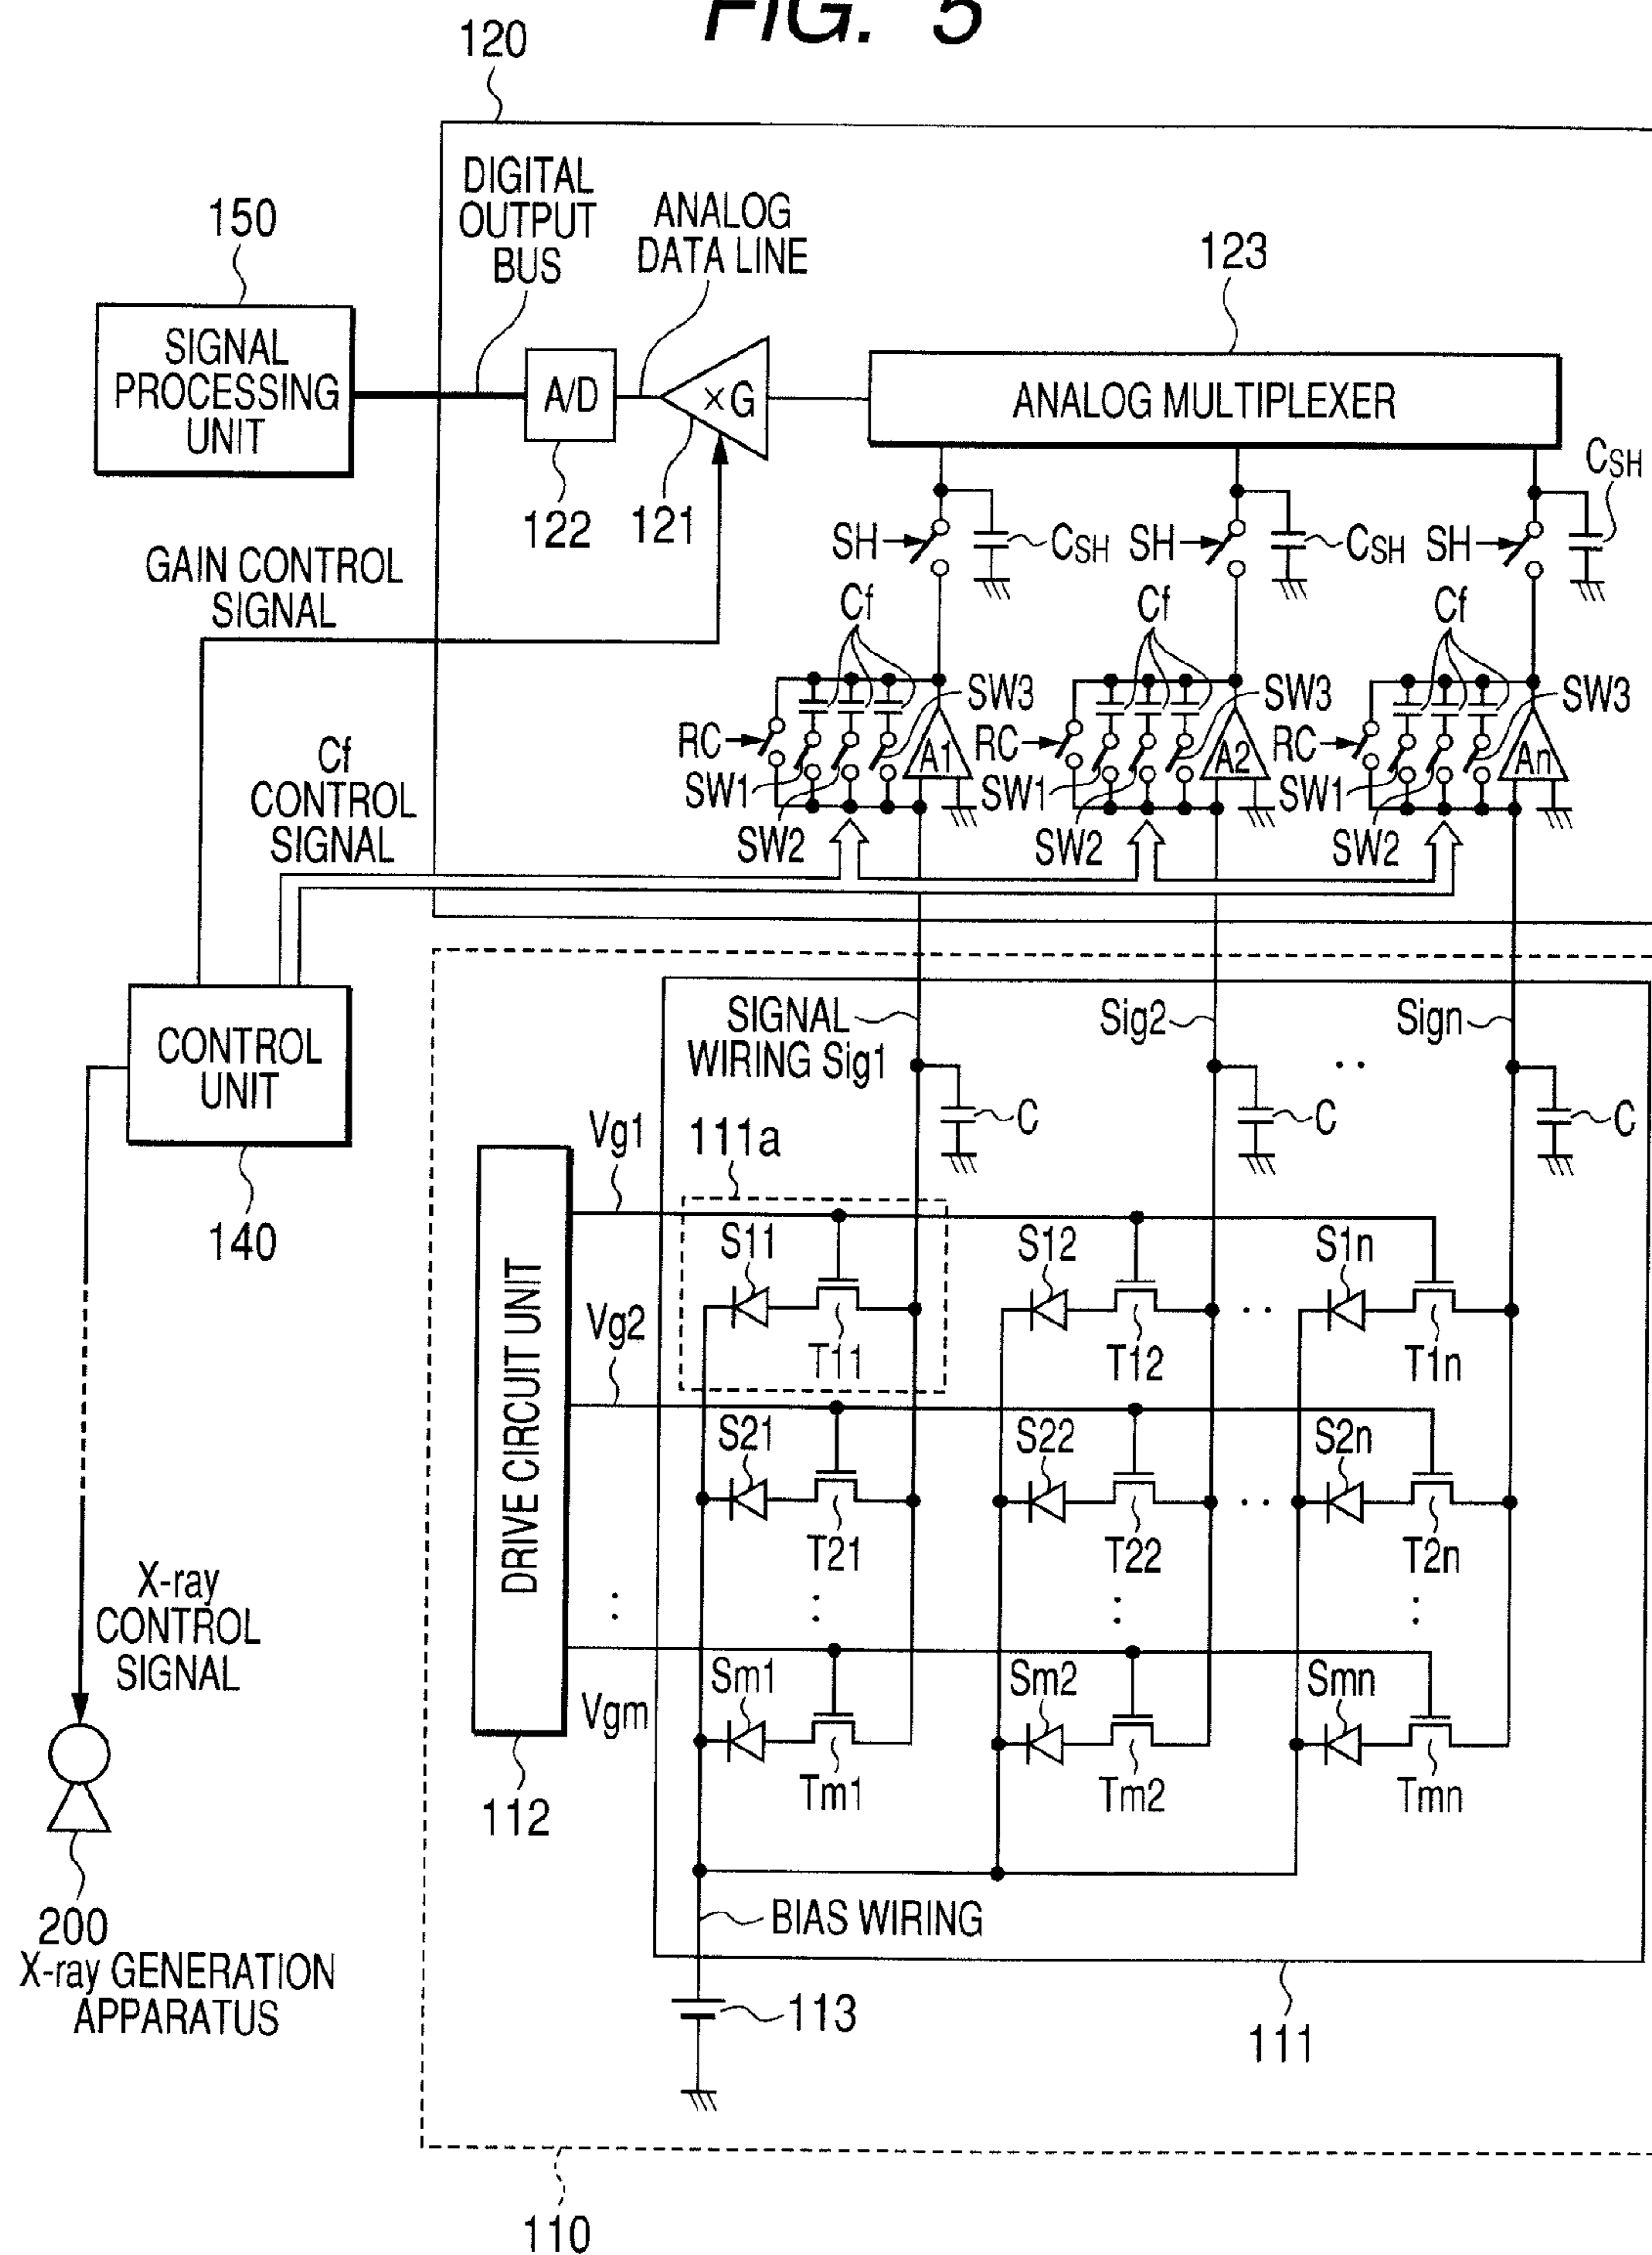 FIG. 5
120
DIGITAL
OUTPUT
BUS
ANALOG
DATA LINE
150
123
SIGNAL
PROCESSING
UNIT
A/D
×G
ANALOG MULTIPLEXER
122
121
CSH
SH
CSH
SH
CSH
SH
GAIN CONTROL
SIGNAL
Cf
Cf
Cf
SW3
SW3
SW3
RC
A1
RC
A2
RC
An
SW1
SW1
SW1
SW2
SW2
SW2
Cf
CONTROL
SIGNAL
SIGNAL
WIRING Sig1
Sig2
Sign
. .
CONTROL
UNIT
140
C
C
C
Vg1
111a
S11
S12
S1n
T11
T12
. .
T1n
Vg2
DRIVE CIRCUIT UNIT
S21
S22
S2n
T21
T22
. .
T2n
:
:
:
:
X-ray
CONTROL
SIGNAL
Vgm
Sm1
Sm2
Smn
Tm1
Tm2
Tmn
112
200
X-ray GENERATION
APPARATUS
BIAS WIRING
113
111
110